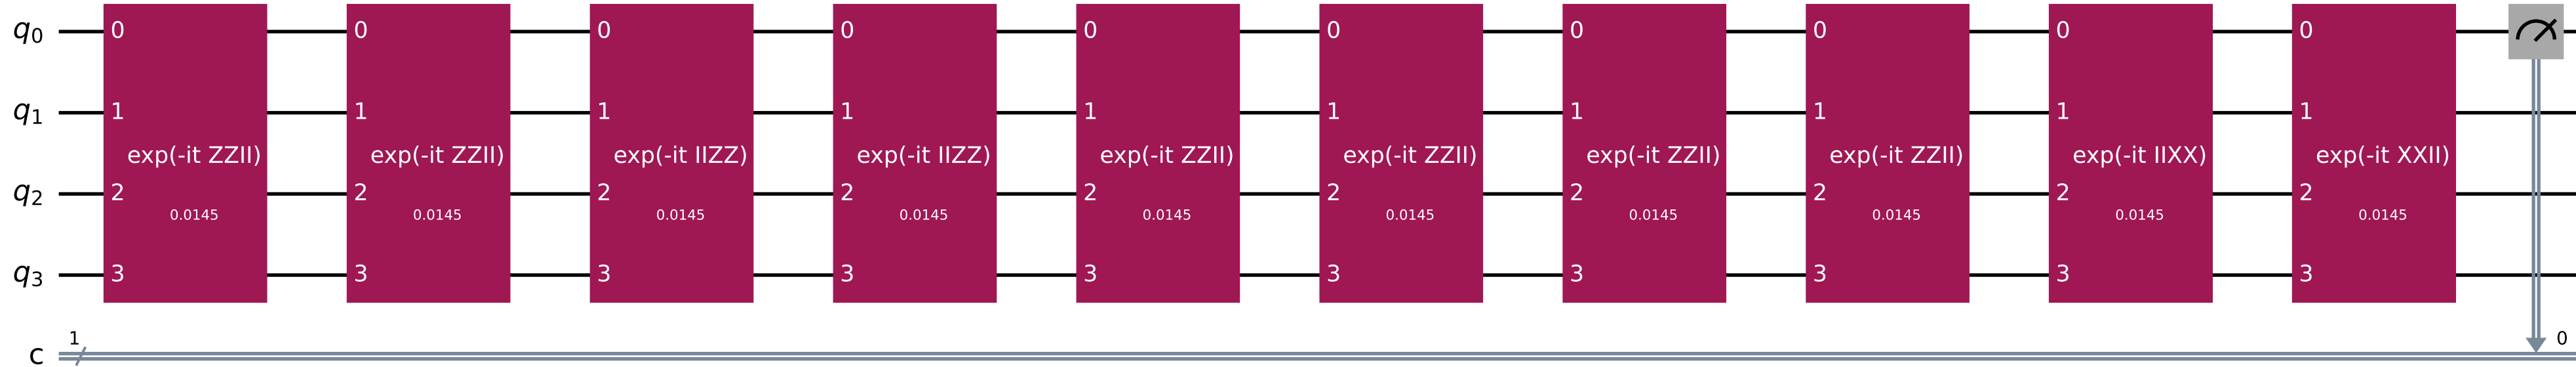 q0 0 0 0 0 0 0 0 0 0 0
q1 1 1 1 1 1 1 1 1 1 1
exp(-it ZZII) exp(-it ZZII) exp(-it IIZZ) exp(-it IIZZ) exp(-it ZZII) exp(-it ZZII) exp(-it ZZII) exp(-it ZZII) exp(-it IIXX) exp(-it XXII)
q2 2 2 2 2 2 2 2 2 2 2
0.0145 0.0145 0.0145 0.0145 0.0145 0.0145 0.0145 0.0145 0.0145 0.0145
q3 3 3 3 3 3 3 3 3 3 3
1 0
c